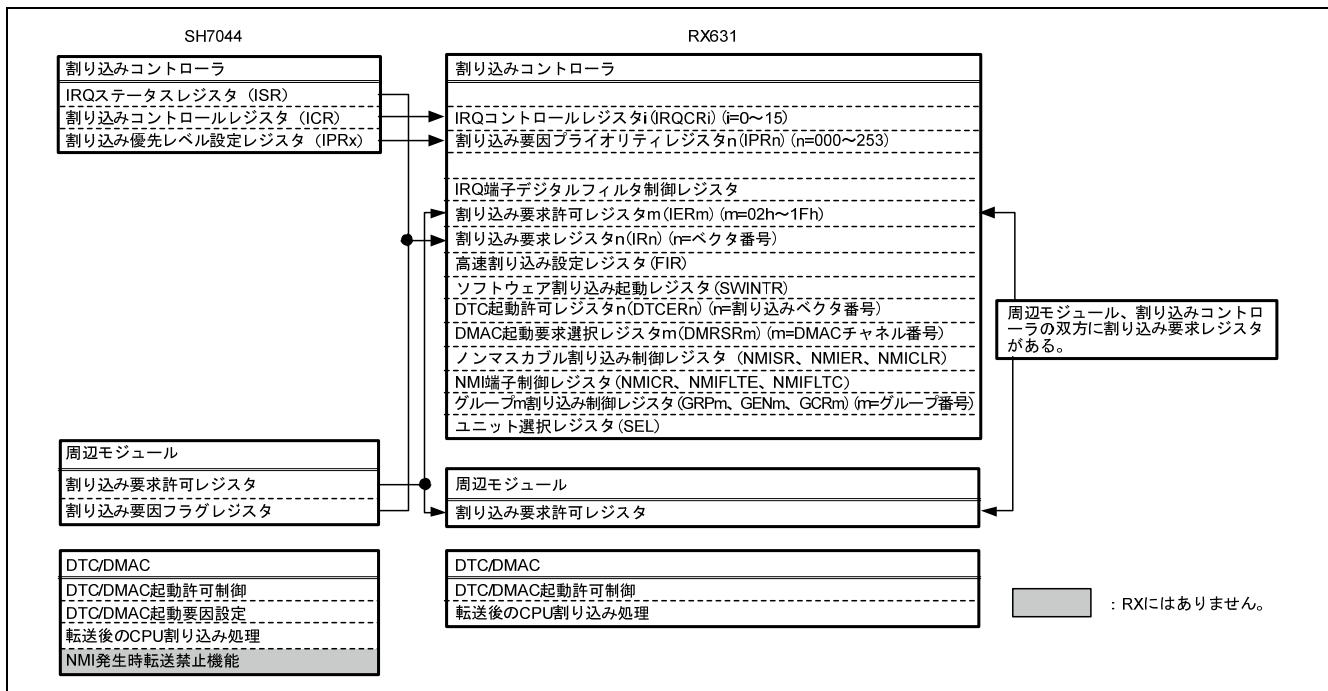 SH7044
割り込みコントローラ
IRQステータスレジスタ（ISR）
割り込みコントロールレジスタ（ICR）
割り込み優先レベル設定レジスタ（IPRx）
周辺モジュール
割り込み要求許可レジスタ
割り込み要因フラグレジスタ
DTC/DMAC
DTC/DMAC起動許可制御
DTC/DMAC起動要因設定
転送後のCPU割り込み処理
NMI発生時転送禁止機能
RX631
割り込みコントローラ
IRQコントロールレジスタi(IRQCRi)(i=0～15)
割り込み要因プライオリティレジスタn(IPRn)(n=000～253)
IRQ端子デジタルフィルタ制御レジスタ
割り込み要求許可レジスタm(IERm)(m=02h～1Fh)
割り込み要求レジスタn(IRn)(n=ベクタ番号)
高速割り込み設定レジスタ(FIR)
ソフトウェア割り込み起動レジスタ(SWINTR)
DTC起動許可レジスタn(DTCERn)(n=割り込みベクタ番号)
DMAC起動要求選択レジスタm(DMRSRm)(m=DMACチャネル番号)
ノンマスカブル割り込み制御レジスタ（NMISR、NMIER、NMICLR）
NMI端子制御レジスタ(NMICR、NMIFLTE、NMIFLTC)
グループm割り込み制御レジスタ(GRPm、GENm、GCRm)(m=グループ番号)
ユニット選択レジスタ(SEL)
周辺モジュール
割り込み要求許可レジスタ
DTC/DMAC
DTC/DMAC起動許可制御
転送後のCPU割り込み処理
周辺モジュール、割り込みコントロ
ーラの双方に割り込み要求レジスタ
がある。
：RXにはありません。